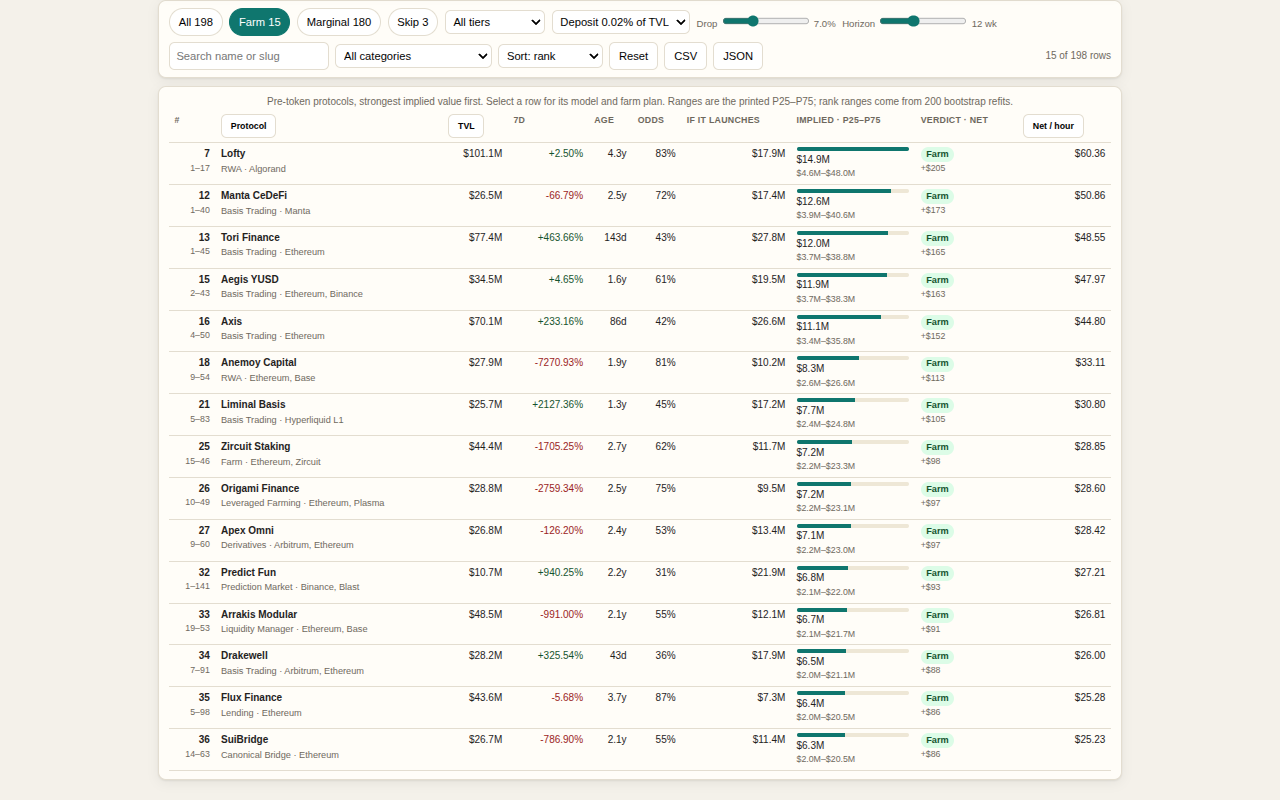 All 198 Farm 15 Marginal 180 Skip 3 All tiers Deposit 0.02% of TVL Drop 7.0% Horizon 12 wk
Search name or slug All categories Sort: rank Reset CSV JSON 15 of 198 rows
Pre-token protocols, strongest implied value first. Select a row for its model and farm plan. Ranges are the printed P25–P75; rank ranges come from 200 bootstrap refits.
# Protocol TVL 7D AGE ODDS IF IT LAUNCHES IMPLIED · P25–P75 VERDICT · NET Net / hour
7 Lofty $101.1M +2.50% 4.3y 83% $17.9M $14.9M Farm $60.36
1–17 RWA · Algorand $4.6M–$48.0M +$205
12 Manta CeDeFi $26.5M -66.79% 2.5y 72% $17.4M $12.6M Farm $50.86
1–40 Basis Trading · Manta $3.9M–$40.6M +$173
13 Tori Finance $77.4M +463.66% 143d 43% $27.8M $12.0M Farm $48.55
1–45 Basis Trading · Ethereum $3.7M–$38.8M +$165
15 Aegis YUSD $34.5M +4.65% 1.6y 61% $19.5M $11.9M Farm $47.97
2–43 Basis Trading · Ethereum, Binance $3.7M–$38.3M +$163
16 Axis $70.1M +233.16% 86d 42% $26.6M $11.1M Farm $44.80
4–50 Basis Trading · Ethereum $3.4M–$35.8M +$152
18 Anemoy Capital $27.9M -7270.93% 1.9y 81% $10.2M $8.3M Farm $33.11
9–54 RWA · Ethereum, Base $2.6M–$26.6M +$113
21 Liminal Basis $25.7M +2127.36% 1.3y 45% $17.2M $7.7M Farm $30.80
5–83 Basis Trading · Hyperliquid L1 $2.4M–$24.8M +$105
25 Zircuit Staking $44.4M -1705.25% 2.7y 62% $11.7M $7.2M Farm $28.85
15–46 Farm · Ethereum, Zircuit $2.2M–$23.3M +$98
26 Origami Finance $28.8M -2759.34% 2.5y 75% $9.5M $7.2M Farm $28.60
10–49 Leveraged Farming · Ethereum, Plasma $2.2M–$23.1M +$97
27 Apex Omni $26.8M -126.20% 2.4y 53% $13.4M $7.1M Farm $28.42
9–60 Derivatives · Arbitrum, Ethereum $2.2M–$23.0M +$97
32 Predict Fun $10.7M +940.25% 2.2y 31% $21.9M $6.8M Farm $27.21
1–141 Prediction Market · Binance, Blast $2.1M–$22.0M +$93
33 Arrakis Modular $48.5M -991.00% 2.1y 55% $12.1M $6.7M Farm $26.81
19–53 Liquidity Manager · Ethereum, Base $2.1M–$21.7M +$91
34 Drakewell $28.2M +325.54% 43d 36% $17.9M $6.5M Farm $26.00
7–91 Basis Trading · Arbitrum, Ethereum $2.0M–$21.1M +$88
35 Flux Finance $43.6M -5.68% 3.7y 87% $7.3M $6.4M Farm $25.28
5–98 Lending · Ethereum $2.0M–$20.5M +$86
36 SuiBridge $26.7M -786.90% 2.1y 55% $11.4M $6.3M Farm $25.23
14–63 Canonical Bridge · Ethereum $2.0M–$20.5M +$86